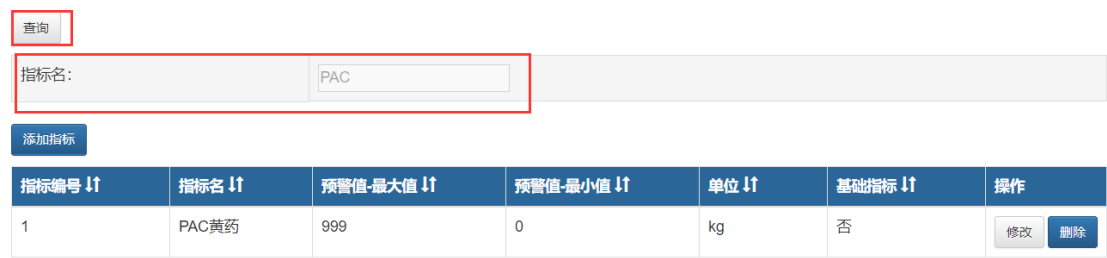 查询
指标名: PAC
添加指标
指标编号 指标名 预警值-最大值 预警值-最小值 单位 基础指标 操作
1 PAC黄药 999 0 kg 否 修改 删除